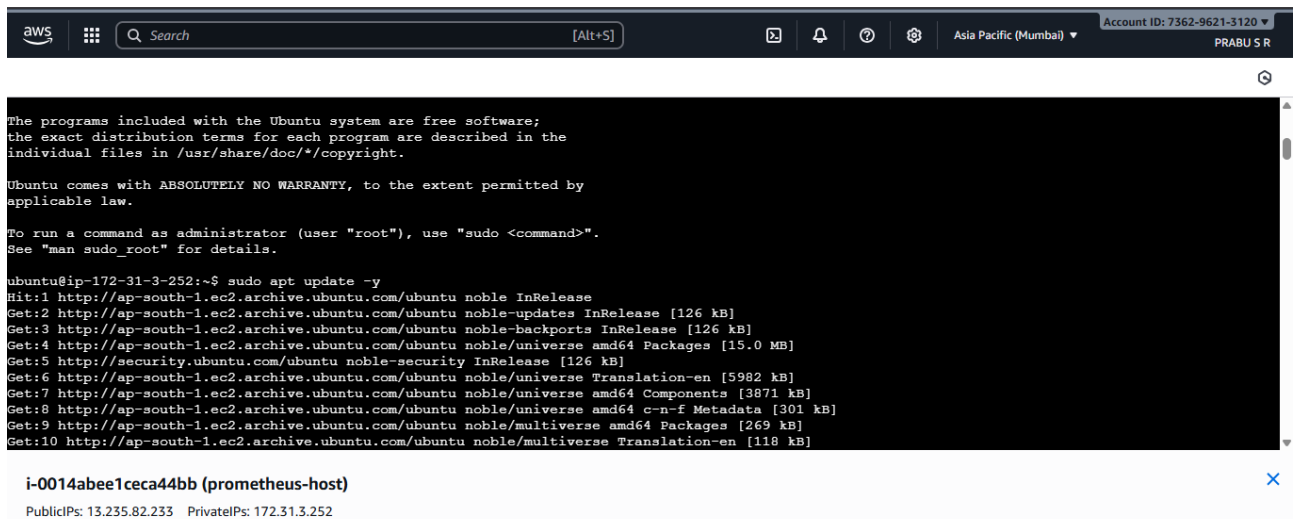 aws
Search [Alt+S]
Asia Pacific (Mumbai) ▼
Account ID: 7362-9621-3120 ▼
PRABU S R
The programs included with the Ubuntu system are free software;
the exact distribution terms for each program are described in the
individual files in /usr/share/doc/*/copyright.
Ubuntu comes with ABSOLUTELY NO WARRANTY, to the extent permitted by
applicable law.
To run a command as administrator (user "root"), use "sudo <command>".
See "man sudo_root" for details.
ubuntu@ip-172-31-3-252:~$ sudo apt update -y
Hit:1 http://ap-south-1.ec2.archive.ubuntu.com/ubuntu noble InRelease
Get:2 http://ap-south-1.ec2.archive.ubuntu.com/ubuntu noble-updates InRelease [126 kB]
Get:3 http://ap-south-1.ec2.archive.ubuntu.com/ubuntu noble-backports InRelease [126 kB]
Get:4 http://ap-south-1.ec2.archive.ubuntu.com/ubuntu noble/universe amd64 Packages [15.0 MB]
Get:5 http://security.ubuntu.com/ubuntu noble-security InRelease [126 kB]
Get:6 http://ap-south-1.ec2.archive.ubuntu.com/ubuntu noble/universe Translation-en [5982 kB]
Get:7 http://ap-south-1.ec2.archive.ubuntu.com/ubuntu noble/universe amd64 Components [3871 kB]
Get:8 http://ap-south-1.ec2.archive.ubuntu.com/ubuntu noble/universe amd64 c-n-f Metadata [301 kB]
Get:9 http://ap-south-1.ec2.archive.ubuntu.com/ubuntu noble/multiverse amd64 Packages [269 kB]
Get:10 http://ap-south-1.ec2.archive.ubuntu.com/ubuntu noble/multiverse Translation-en [118 kB]
i-0014abee1ceca44bb (prometheus-host)
PublicIPs: 13.235.82.233 PrivateIPs: 172.31.3.252